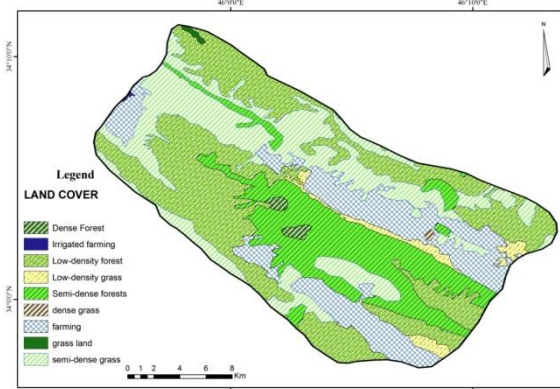 46°0'0"E
46°10'0"E
34°10'0"N
34°0'0"N
N
Legend
LAND COVER
Dense Forest
Irrigated farming
Low-density forest
Low-density grass
Semi-dense forests
dense grass
farming
grass land
semi-dense grass
0 1 2 4 6 8
Km